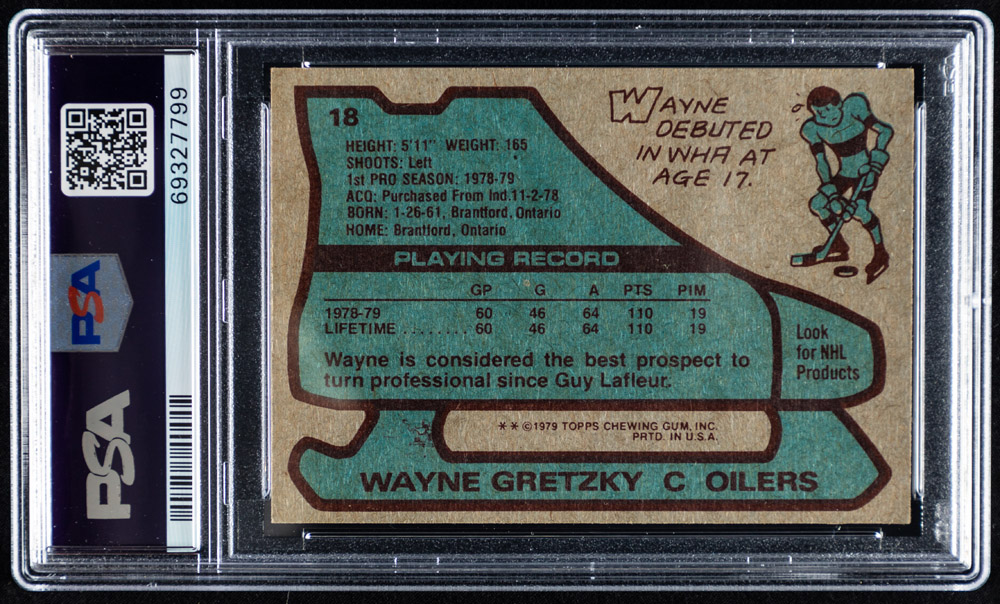 69327799
PSA
PSA
18
HEIGHT: 5'11" WEIGHT: 165
SHOOTS: Left
1st PRO SEASON: 1978-79
ACQ: Purchased From Ind.11-2-78
BORN: 1-26-61, Brantford, Ontario
HOME: Brantford, Ontario
WAYNE
DEBUTED
IN WHA AT
AGE 17.
PLAYING RECORD
GP G A PTS PIM
1978-79 60 46 64 110 19
LIFETIME ........ 60 46 64 110 19
Wayne is considered the best prospect to
turn professional since Guy Lafleur.
Look
for NHL
Products
** ©1979 TOPPS CHEWING GUM, INC.
PRTD. IN U.S.A.
WAYNE GRETZKY C OILERS